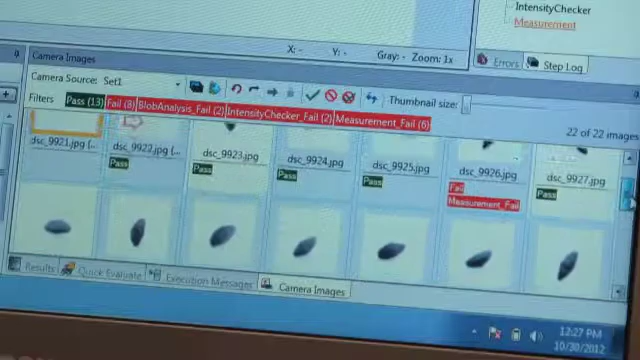 IntensityChecker
Measurement
X: -
Y: -
Gray: -
Zoom: 1x
Errors
Step Log
Camera Images
Camera Source: Set1
Filters
Pass (13)
Fail (8)
BlobAnalysis_Fail (2)
IntensityChecker_Fail (2)
Measurement_Fail (6)
Thumbnail size:
22 of 22 images
dsc_9921.jpg (...
dsc_9922.jpg (...
dsc_9923.jpg
dsc_9924.jpg
dsc_9925.jpg
dsc_9926.jpg
dsc_9927.jpg
Pass
Pass
Pass
Pass
Fail
Measurement_Fail
Pass
Results
Quick Evaluate
Execution Messages
Camera Images
12:27 PM
10/30/2012